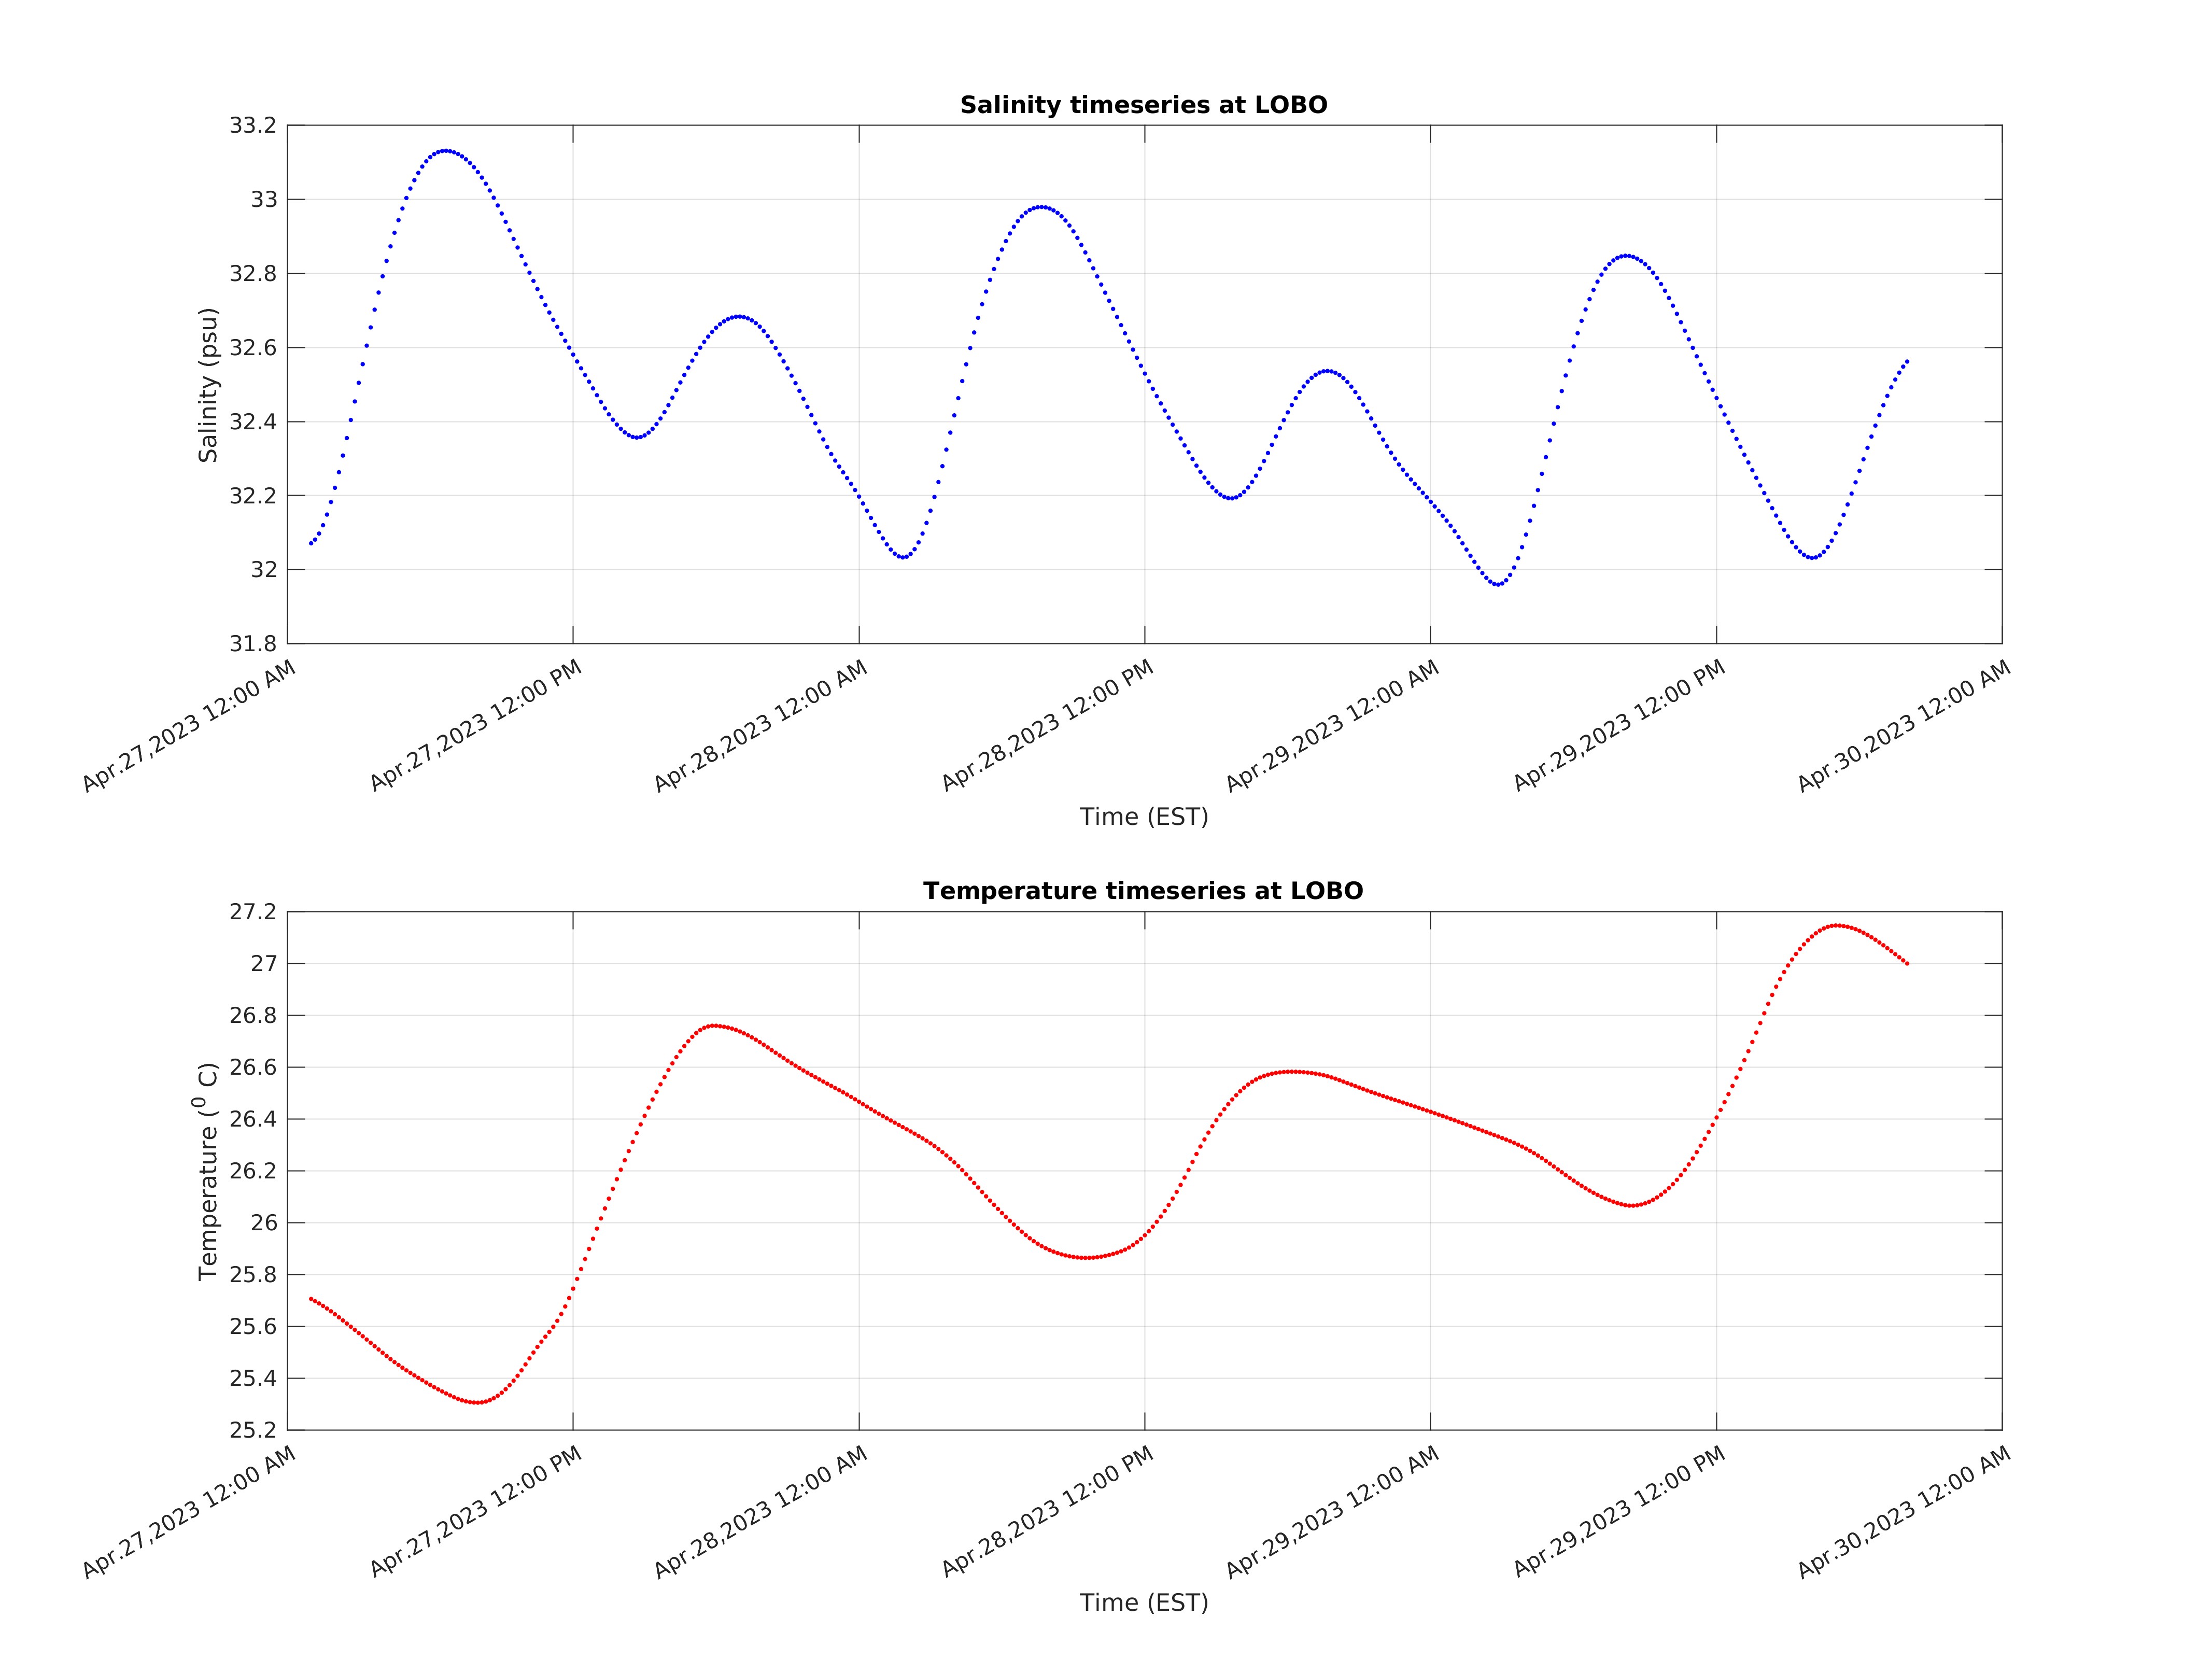 Salinity timeseries at LOBO
33.2
33
32.8
32.6
32.4
32.2
32
31.8
Salinity (psu)
Apr.27,2023 12:00 AM
Apr.27,2023 12:00 PM
Apr.28,2023 12:00 AM
Apr.28,2023 12:00 PM
Apr.29,2023 12:00 AM
Apr.29,2023 12:00 PM
Apr.30,2023 12:00 AM
Time (EST)
Temperature timeseries at LOBO
27.2
27
26.8
26.6
26.4
26.2
26
25.8
25.6
25.4
25.2
Temperature (⁰ C)
Apr.27,2023 12:00 AM
Apr.27,2023 12:00 PM
Apr.28,2023 12:00 AM
Apr.28,2023 12:00 PM
Apr.29,2023 12:00 AM
Apr.29,2023 12:00 PM
Apr.30,2023 12:00 AM
Time (EST)